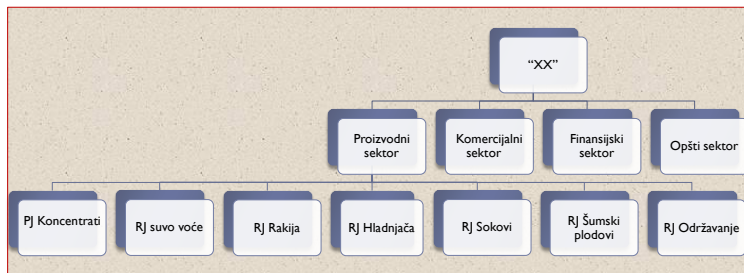 “XX”
Proizvodni
sektor
Komercijalni
sektor
Finansijski
sektor
Opšti sektor
PJ Koncentrati
RJ suvo voće
RJ Rakija
RJ Hladnjača
RJ Sokovi
RJ Šumski
plodovi
RJ Održavanje